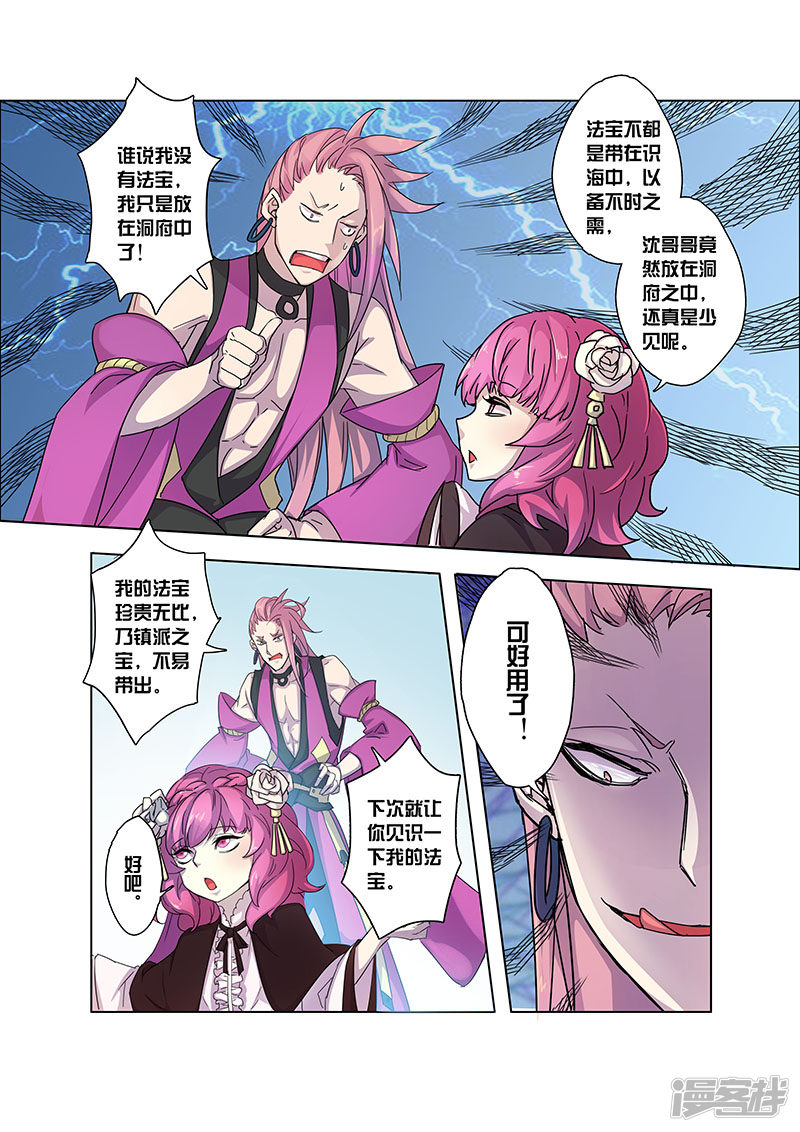 谁说我没
有法宝，
我只是放
在洞府中
了！
法宝不都
是带在识
海中，以
备不时之
需，
沈哥哥竟
然放在洞
府之中，
还真是少
见呢。
我的法宝
珍贵无比，
乃镇派之
宝，不易
带出。
下次就让
你见识一
下我的法
宝。
好吧。
可好用了！
漫客栈